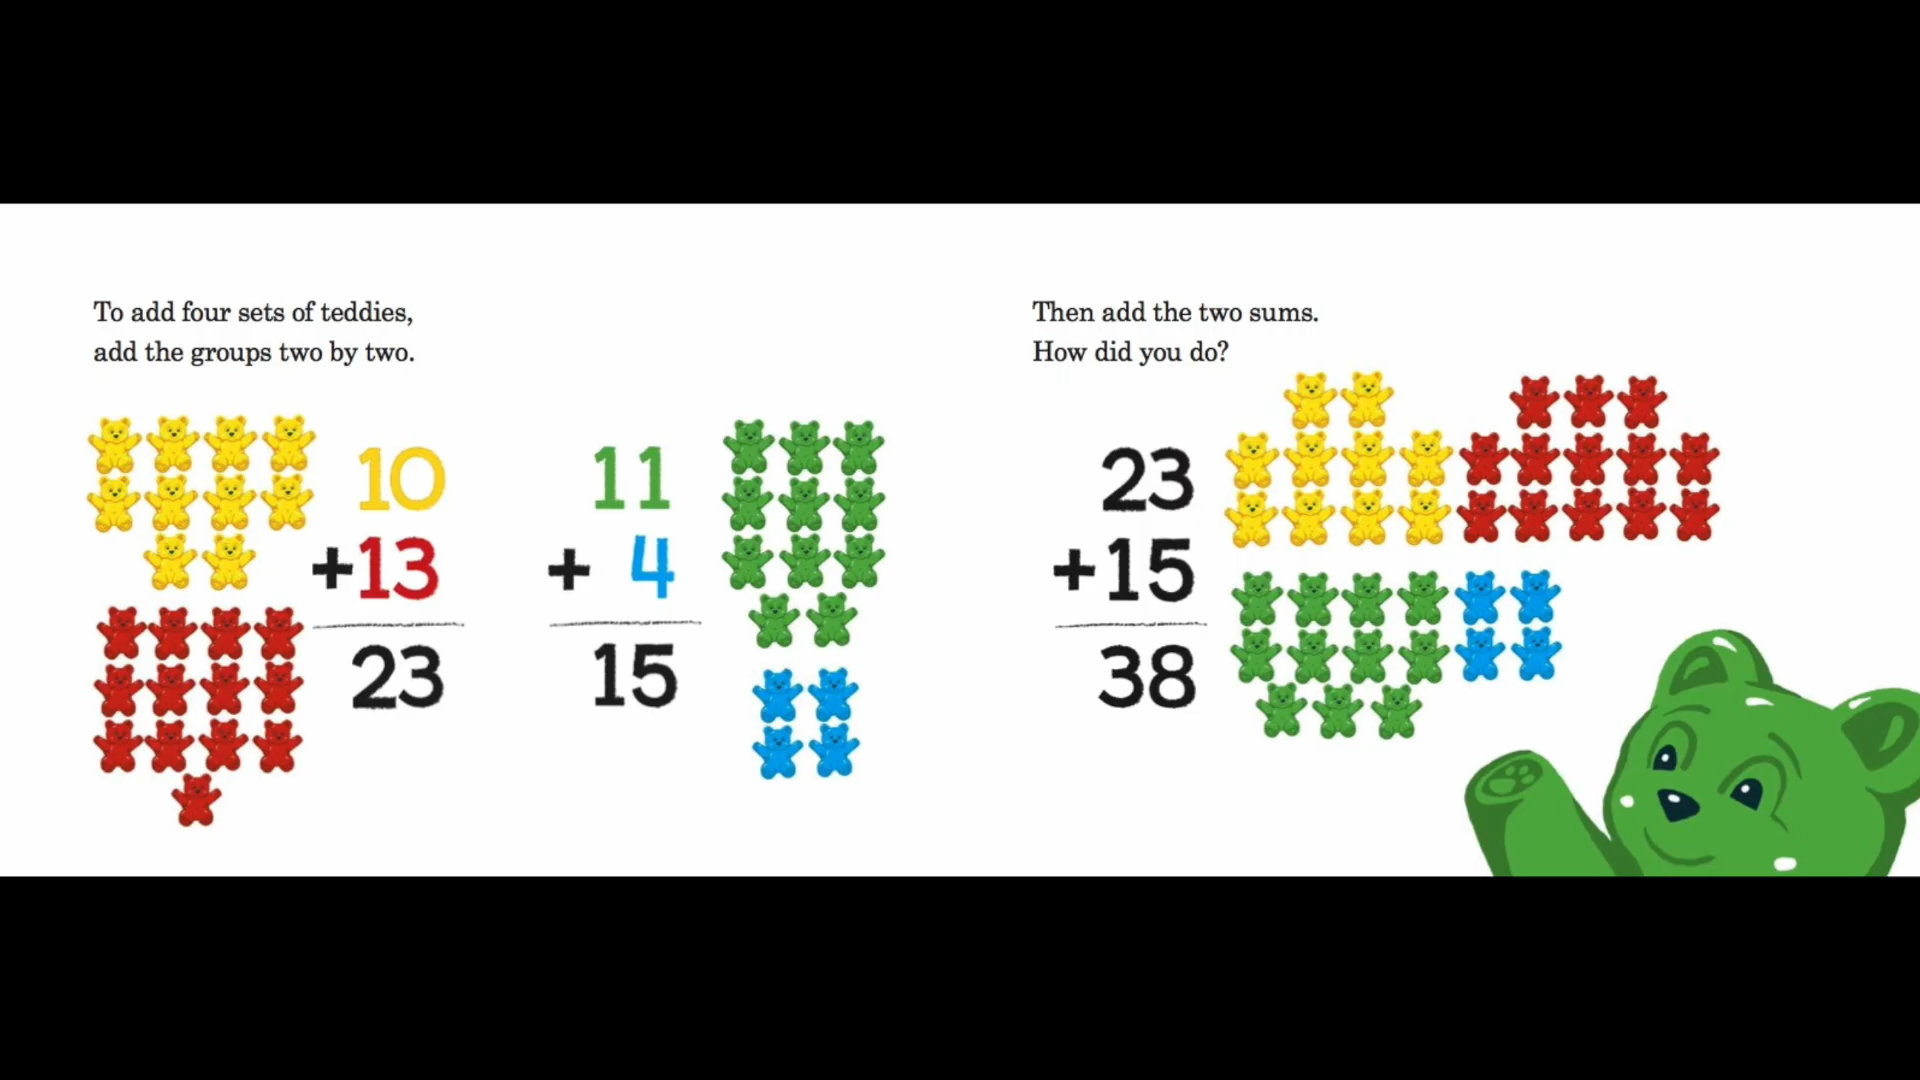 To add four sets of teddies,
add the groups two by two.
10
+13
23
11
+ 4
15
Then add the two sums.
How did you do?
23
+15
38